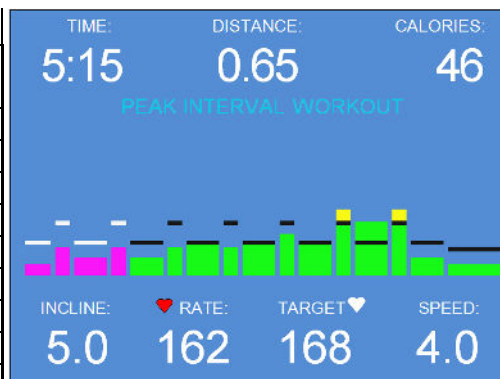 TIME: DISTANCE: CALORIES:
5:15 0.65 46
PEAK INTERVAL WORKOUT
INCLINE: RATE: TARGET SPEED:
5.0 162 168 4.0